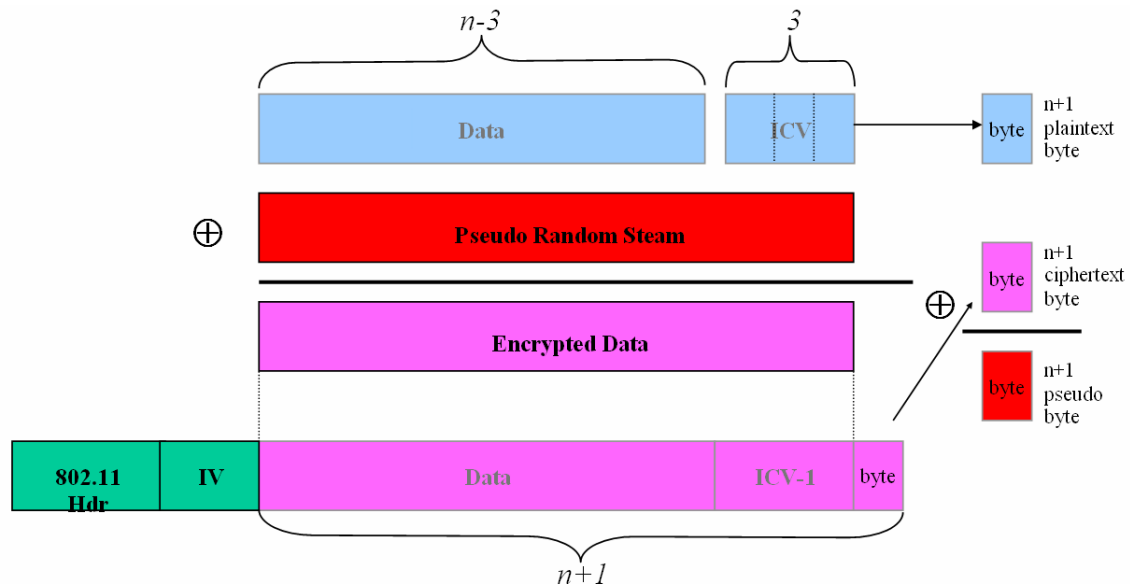 n-3
3
Data
ICV
byte
n+1
plaintext
byte
Pseudo Random Steam
byte
n+1
ciphertext
byte
Encrypted Data
byte
n+1
pseudo
byte
802.11
Hdr
IV
Data
ICV-1
byte
n+1